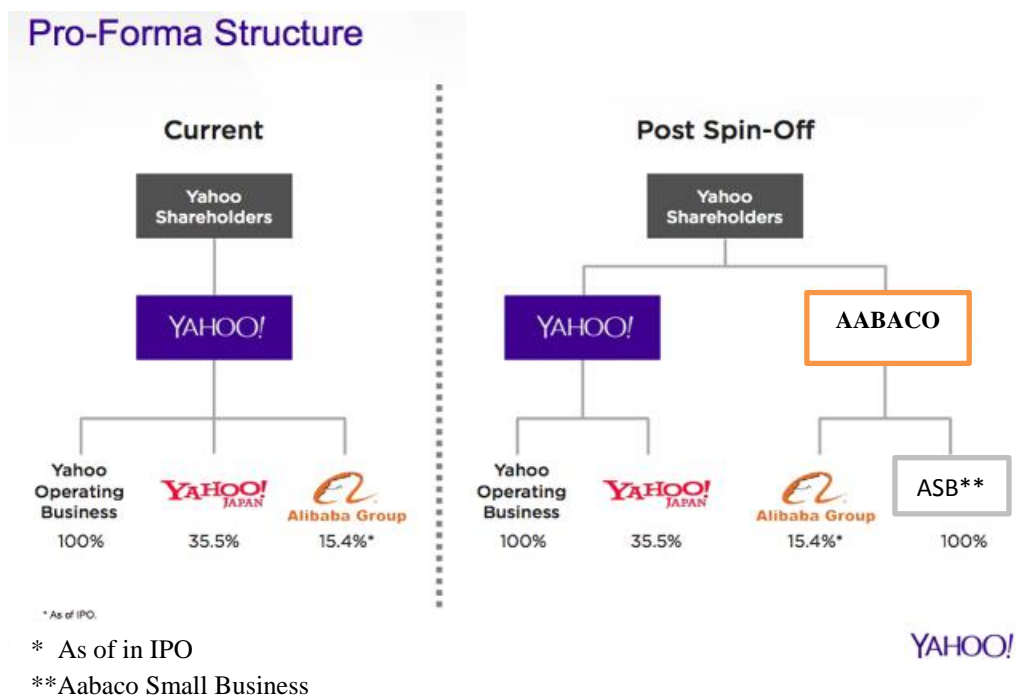 Pro-Forma Structure
Current
Post Spin-Off
Yahoo
Shareholders
Yahoo
Shareholders
YAHOO!
YAHOO!
AABACO
Yahoo
Operating
Business
100%
YAHOO!
JAPAN
35.5%
Alibaba Group
15.4%*
Yahoo
Operating
Business
100%
YAHOO!
JAPAN
35.5%
Alibaba Group
15.4%*
ASB**
100%
* As of IPO.
* As of in IPO
**Aabaco Small Business
YAHOO!